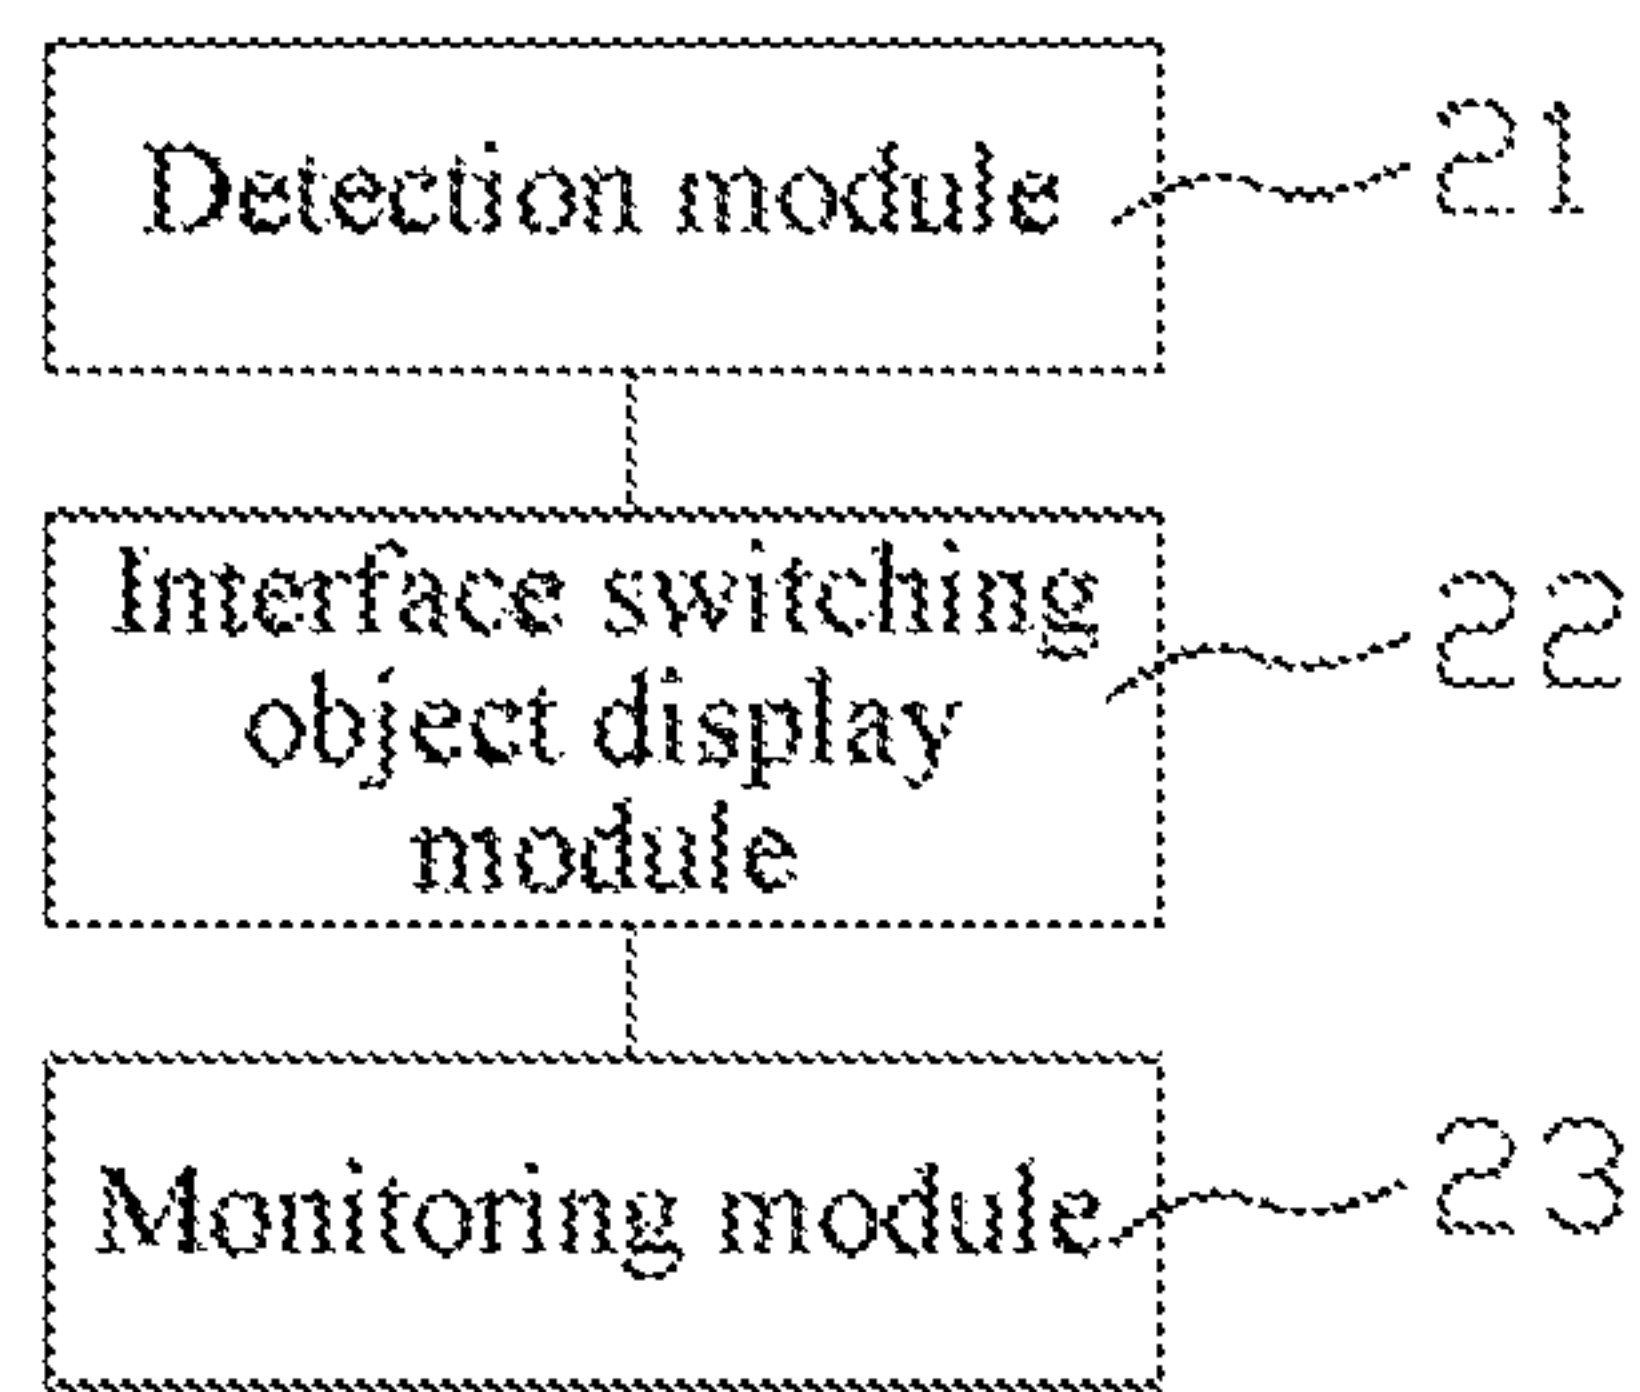 Detection module
21
Interface switching
object display
module
22
Monitoring module
23